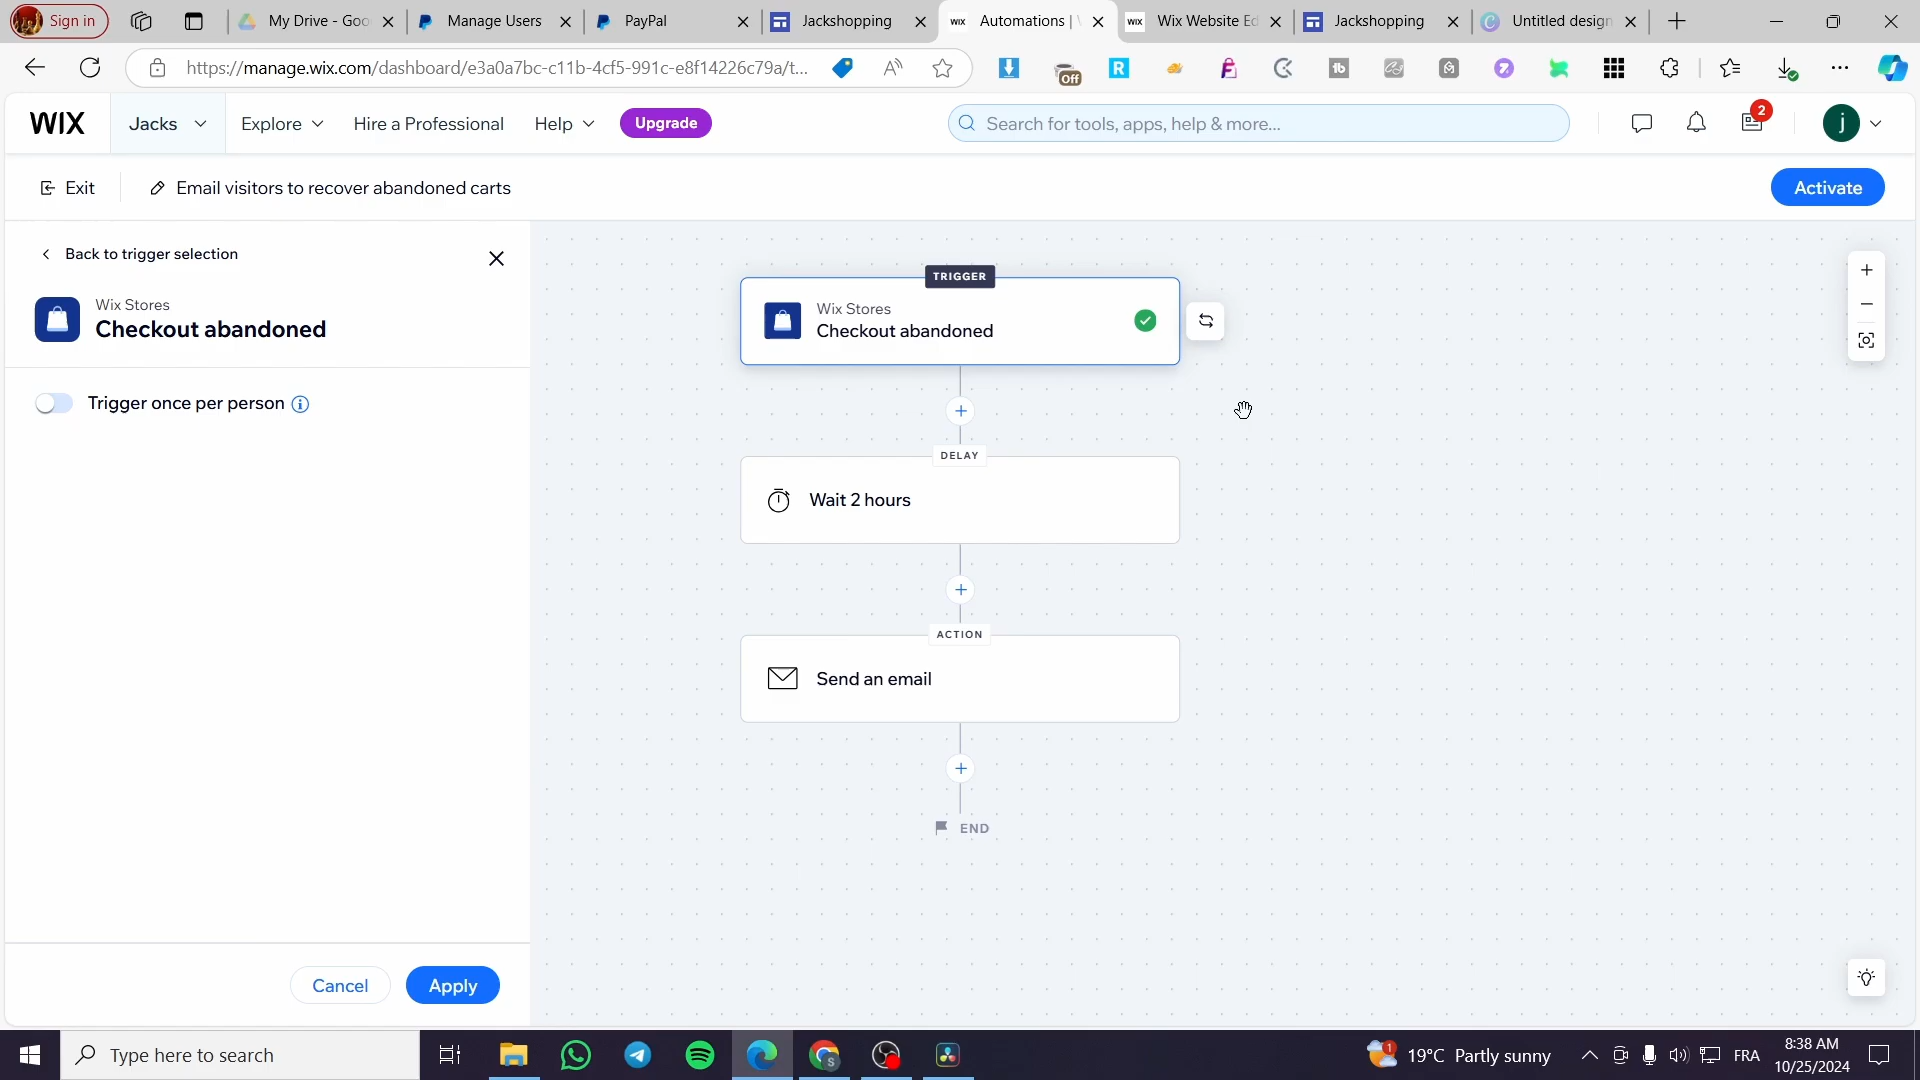 Sign in
My Drive - Goo
Manage Users
PayPal
Jackshopping
WIX Automations |
WIX Wix Website Ed
Jackshopping
Untitled design
https://manage.wix.com/dashboard/e3a0a7bc-c11b-4cf5-991c-e8f14226c79a/t...
Off
WIX
Jacks
Explore
Hire a Professional
Help
Upgrade
Search for tools, apps, help & more...
2
j
Exit
Email visitors to recover abandoned carts
Activate
Back to trigger selection
Wix Stores
Checkout abandoned
Trigger once per person
Cancel
Apply
TRIGGER
Wix Stores
Checkout abandoned
DELAY
Wait 2 hours
ACTION
Send an email
END
Type here to search
1
19°C Partly sunny
FRA
8:38 AM
10/25/2024